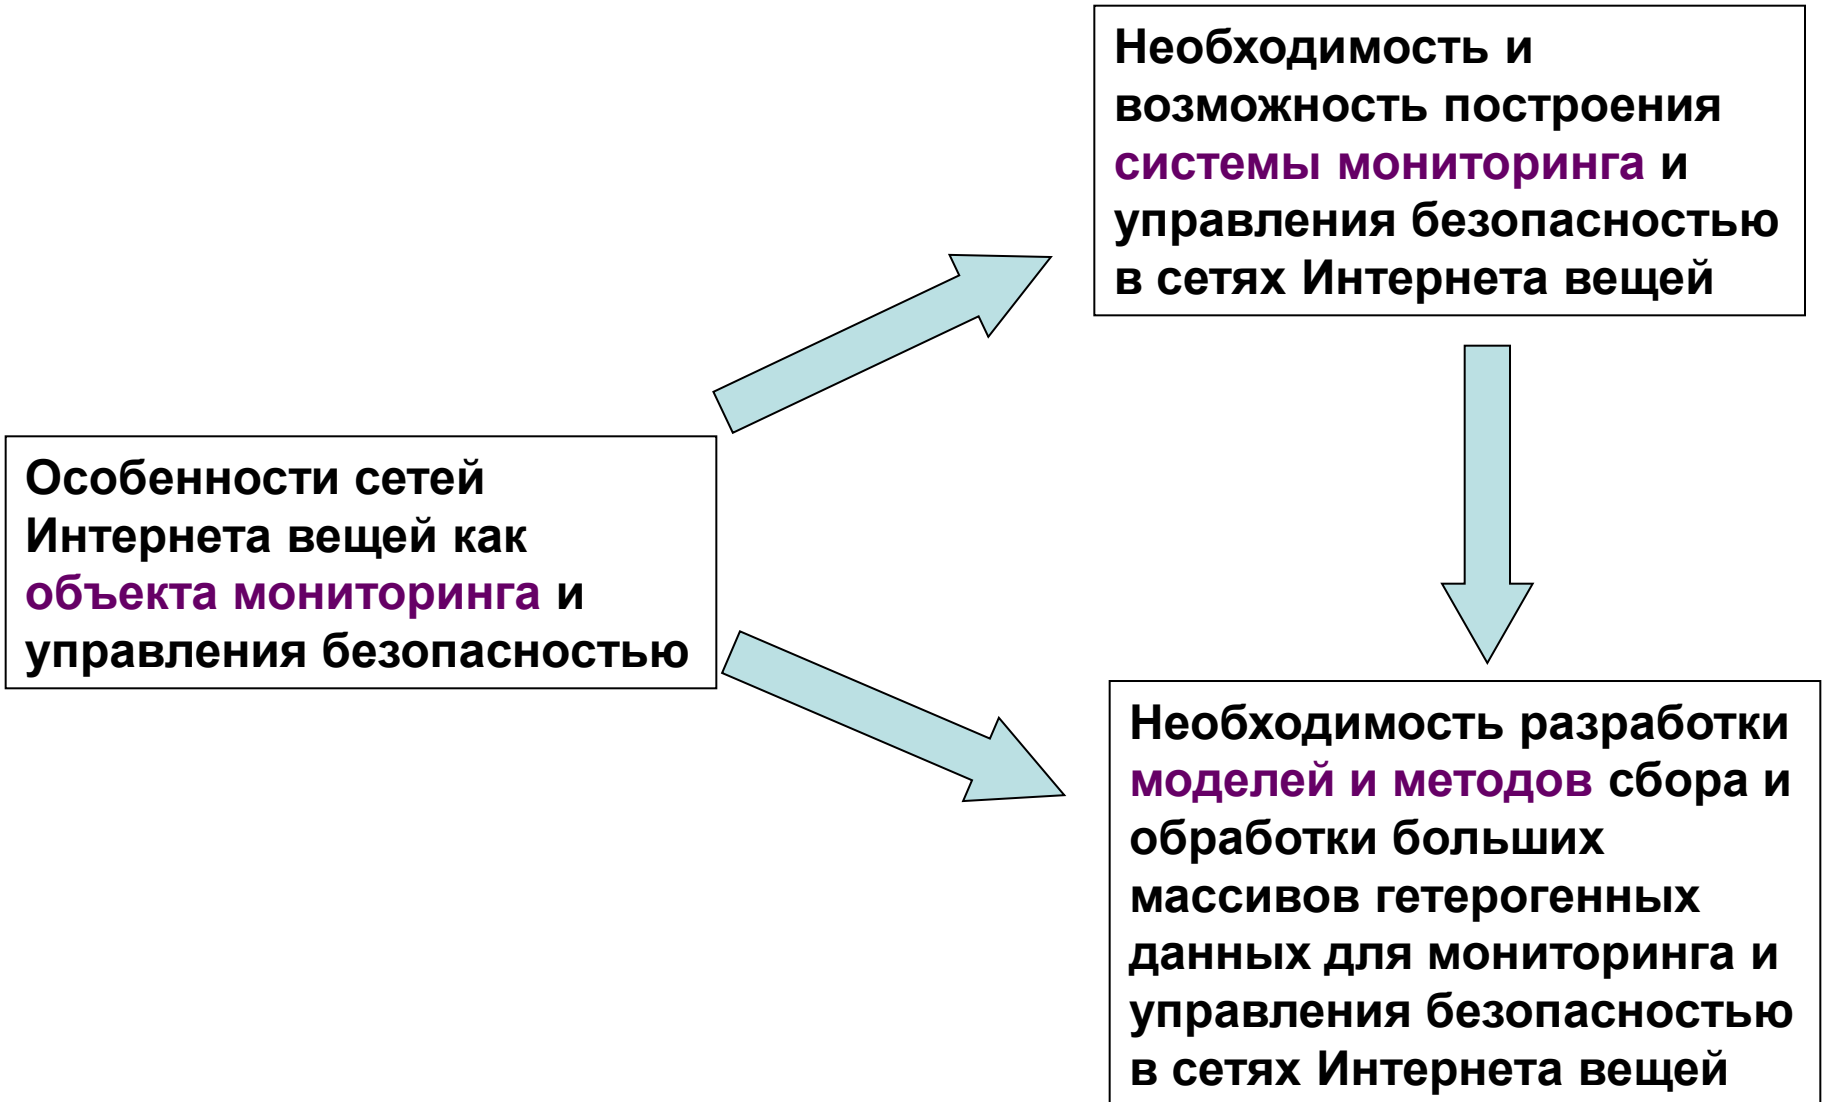 Необходимость и
возможность построения
системы мониторинга и
управления безопасностью
в сетях Интернета вещей
Особенности сетей
Интернета вещей как
объекта мониторинга и
управления безопасностью
Необходимость разработки
моделей и методов сбора и
обработки больших
массивов гетерогенных
данных для мониторинга и
управления безопасностью
в сетях Интернета вещей